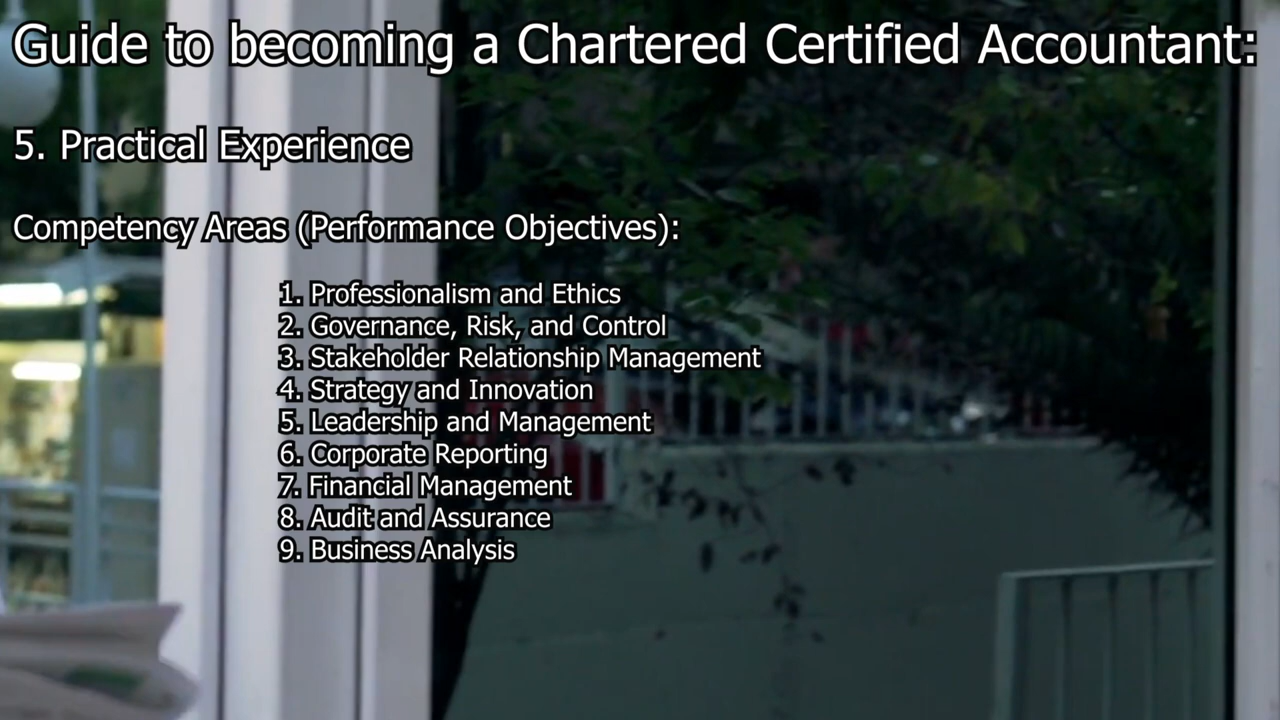 Guide to becoming a Chartered Certified Accountant:
5. Practical Experience
Competency Areas (Performance Objectives):
1. Professionalism and Ethics
2. Governance, Risk, and Control
3. Stakeholder Relationship Management
4. Strategy and Innovation
5. Leadership and Management
6. Corporate Reporting
7. Financial Management
8. Audit and Assurance
9. Business Analysis